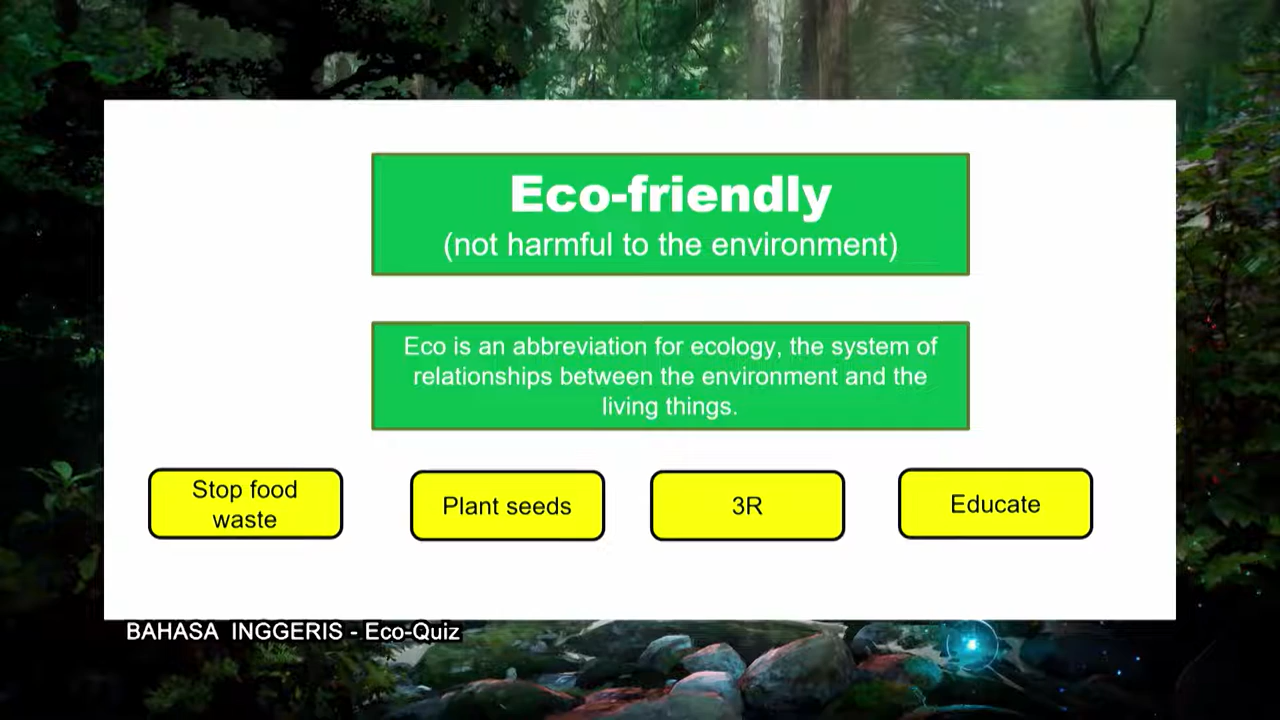 Eco-friendly
(not harmful to the environment)
Eco is an abbreviation for ecology, the system of
relationships between the environment and the
living things.
Stop food
waste
Plant seeds
3R
Educate
BAHASA INGGERIS - Eco-Quiz